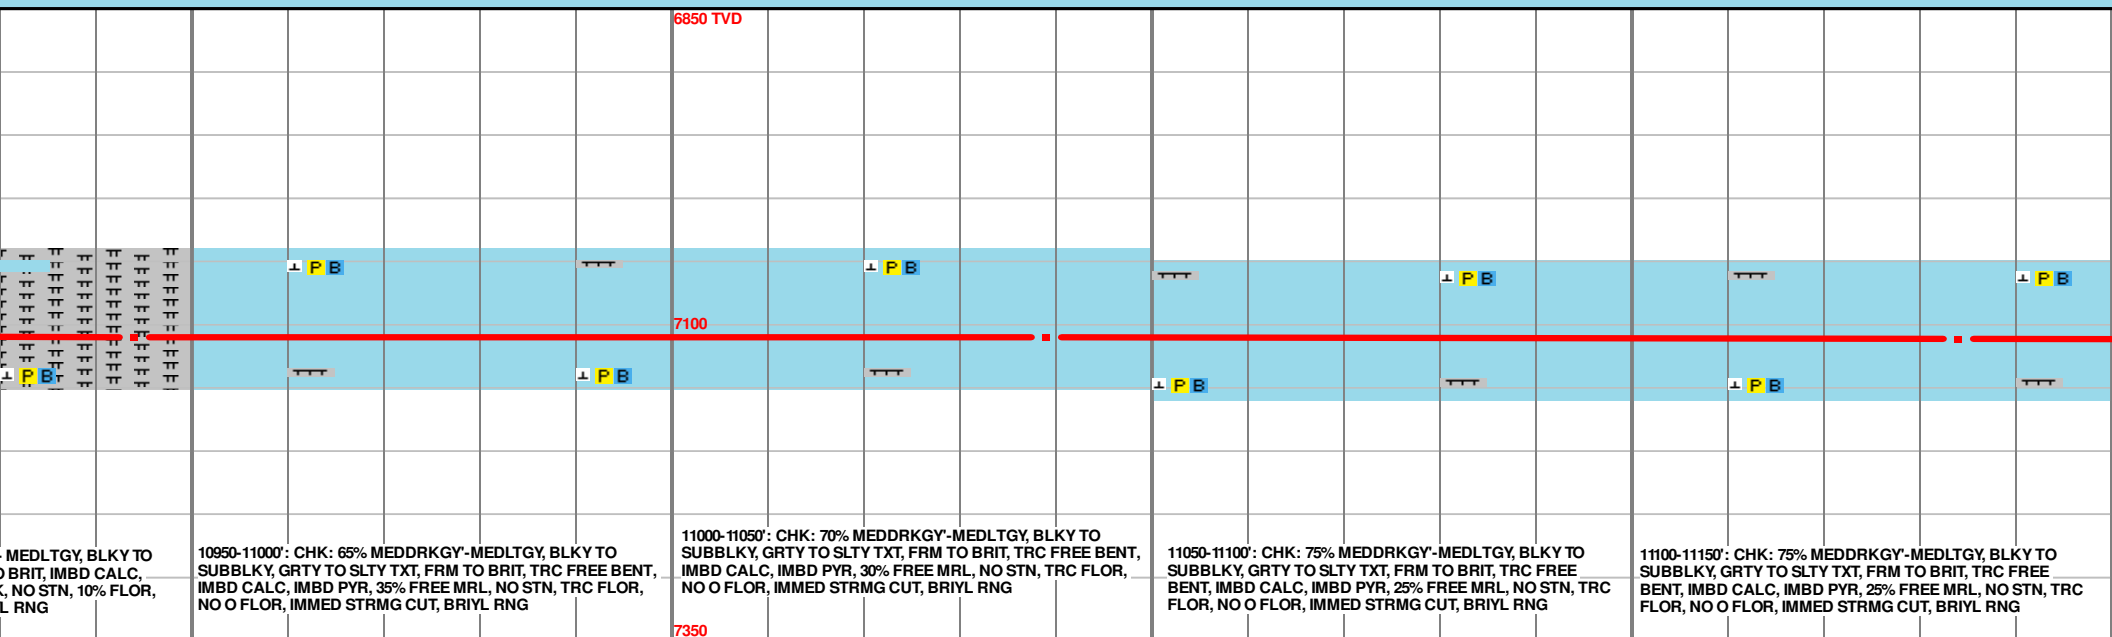 6850 TVD
P B
P B
P B
P B
7100
P B
P B
P B
P B
MEDLTGY, BLKY TO
BRIT, IMBD CALC,
, NO STN, 10% FLOR,
L RNG
10950-11000': CHK: 65% MEDDRKGY'-MEDLTGY, BLKY TO
SUBBLKY, GRTY TO SLTY TXT, FRM TO BRIT, TRC FREE BENT,
IMBD CALC, IMBD PYR, 35% FREE MRL, NO STN, TRC FLOR,
NO O FLOR, IMMED STRMG CUT, BRIYL RNG
11000-11050': CHK: 70% MEDDRKGY'-MEDLTGY, BLKY TO
SUBBLKY, GRTY TO SLTY TXT, FRM TO BRIT, TRC FREE BENT,
IMBD CALC, IMBD PYR, 30% FREE MRL, NO STN, TRC FLOR,
NO O FLOR, IMMED STRMG CUT, BRIYL RNG
11050-11100': CHK: 75% MEDDRKGY'-MEDLTGY, BLKY TO
SUBBLKY, GRTY TO SLTY TXT, FRM TO BRIT, TRC FREE
BENT, IMBD CALC, IMBD PYR, 25% FREE MRL, NO STN, TRC
FLOR, NO O FLOR, IMMED STRMG CUT, BRIYL RNG
11100-11150': CHK: 75% MEDDRKGY'-MEDLTGY, BLKY TO
SUBBLKY, GRTY TO SLTY TXT, FRM TO BRIT, TRC FREE
BENT, IMBD CALC, IMBD PYR, 25% FREE MRL, NO STN, TRC
FLOR, NO O FLOR, IMMED STRMG CUT, BRIYL RNG
7350